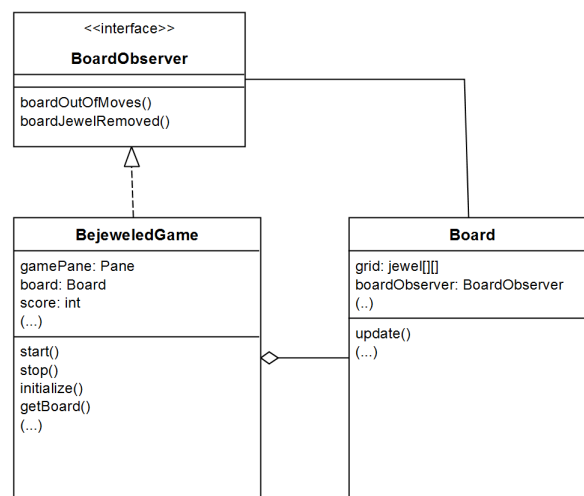 <<interface>>
BoardObserver
boardOutOfMoves()
boardJewelRemoved()
BejeweledGame
gamePane: Pane
board: Board
score: int
(...)
start()
stop()
initialize()
getBoard()
(...)
Board
grid: jewel[][]
boardObserver: BoardObserver
(..)
update()
(...)